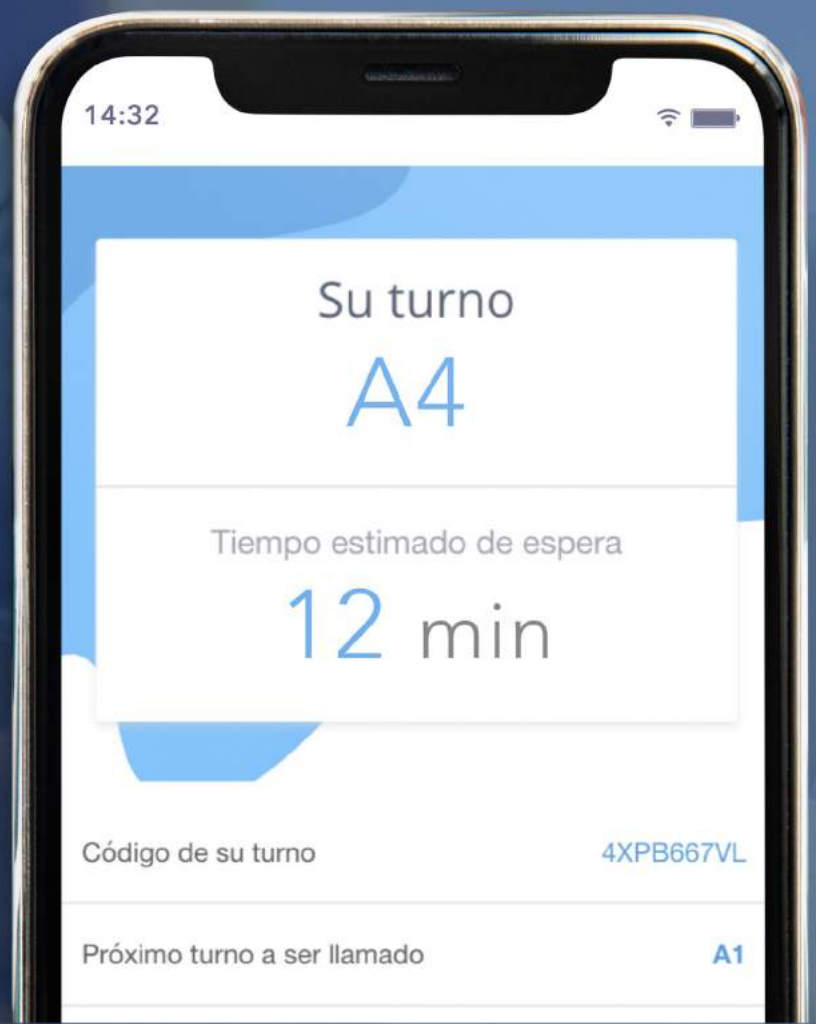 14:32
Su turno
A4
Tiempo estimado de espera
12 min
Código de su turno 4XPB667VL
Próximo turno a ser llamado A1